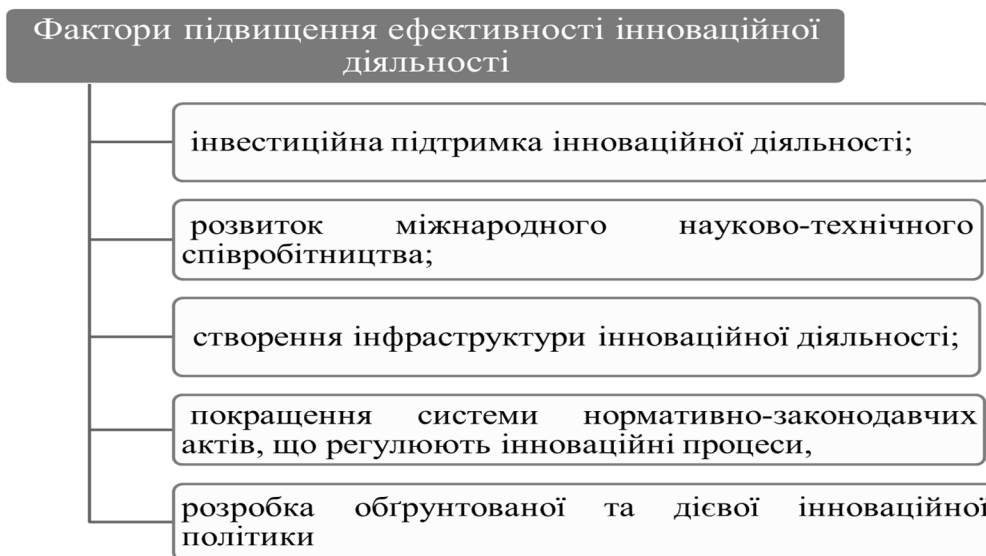 Фактори підвищення ефективності інноваційної
діяльності
інвестиційна підтримка інноваційної діяльності;
розвиток міжнародного науково-технічного
співробітництва;
створення інфраструктури інноваційної діяльності;
покращення системи нормативно-законодавчих
актів, що регулюють інноваційні процеси,
розробка обґрунтованої та дієвої інноваційної
політики